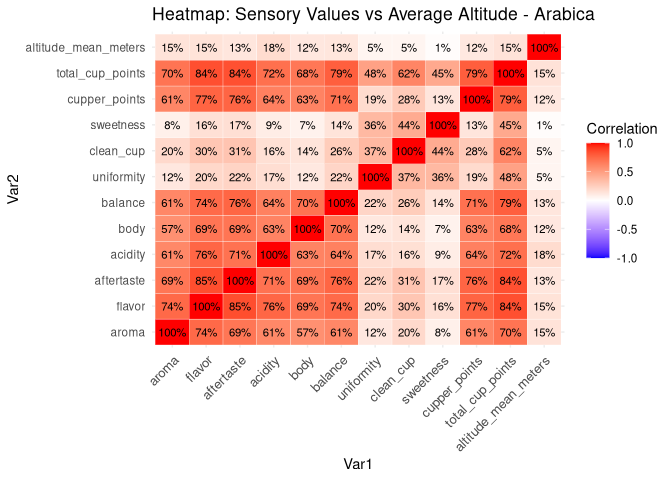 Heatmap: Sensory Values vs Average Altitude - Arabica
altitude_mean_meters 15% 15% 13% 18% 12% 13% 5% 5% 1% 12% 15% 100%
total_cup_points 70% 84% 84% 72% 68% 79% 48% 62% 45% 79% 100% 15%
cupper_points 61% 77% 76% 64% 63% 71% 19% 28% 13% 100% 79% 12%
sweetness 8% 16% 17% 9% 7% 14% 36% 44% 100% 13% 45% 1%
clean_cup 20% 30% 31% 16% 14% 26% 37% 100% 44% 28% 62% 5%
uniformity 12% 20% 22% 17% 12% 22% 100% 37% 36% 19% 48% 5%
balance 61% 74% 76% 64% 70% 100% 22% 26% 14% 71% 79% 13%
body 57% 69% 69% 63% 100% 70% 12% 14% 7% 63% 68% 12%
acidity 61% 76% 71% 100% 63% 64% 17% 16% 9% 64% 72% 18%
aftertaste 69% 85% 100% 71% 69% 76% 22% 31% 17% 76% 84% 13%
flavor 74% 100% 85% 76% 69% 74% 20% 30% 16% 77% 84% 15%
aroma 100% 74% 69% 61% 57% 61% 12% 20% 8% 61% 70% 15%
Var2
aroma
flavor
aftertaste
acidity
body
balance
uniformity
clean_cup
sweetness
cupper_points
total_cup_points
altitude_mean_meters
Var1
Correlation
1.0
0.5
0.0
-0.5
-1.0